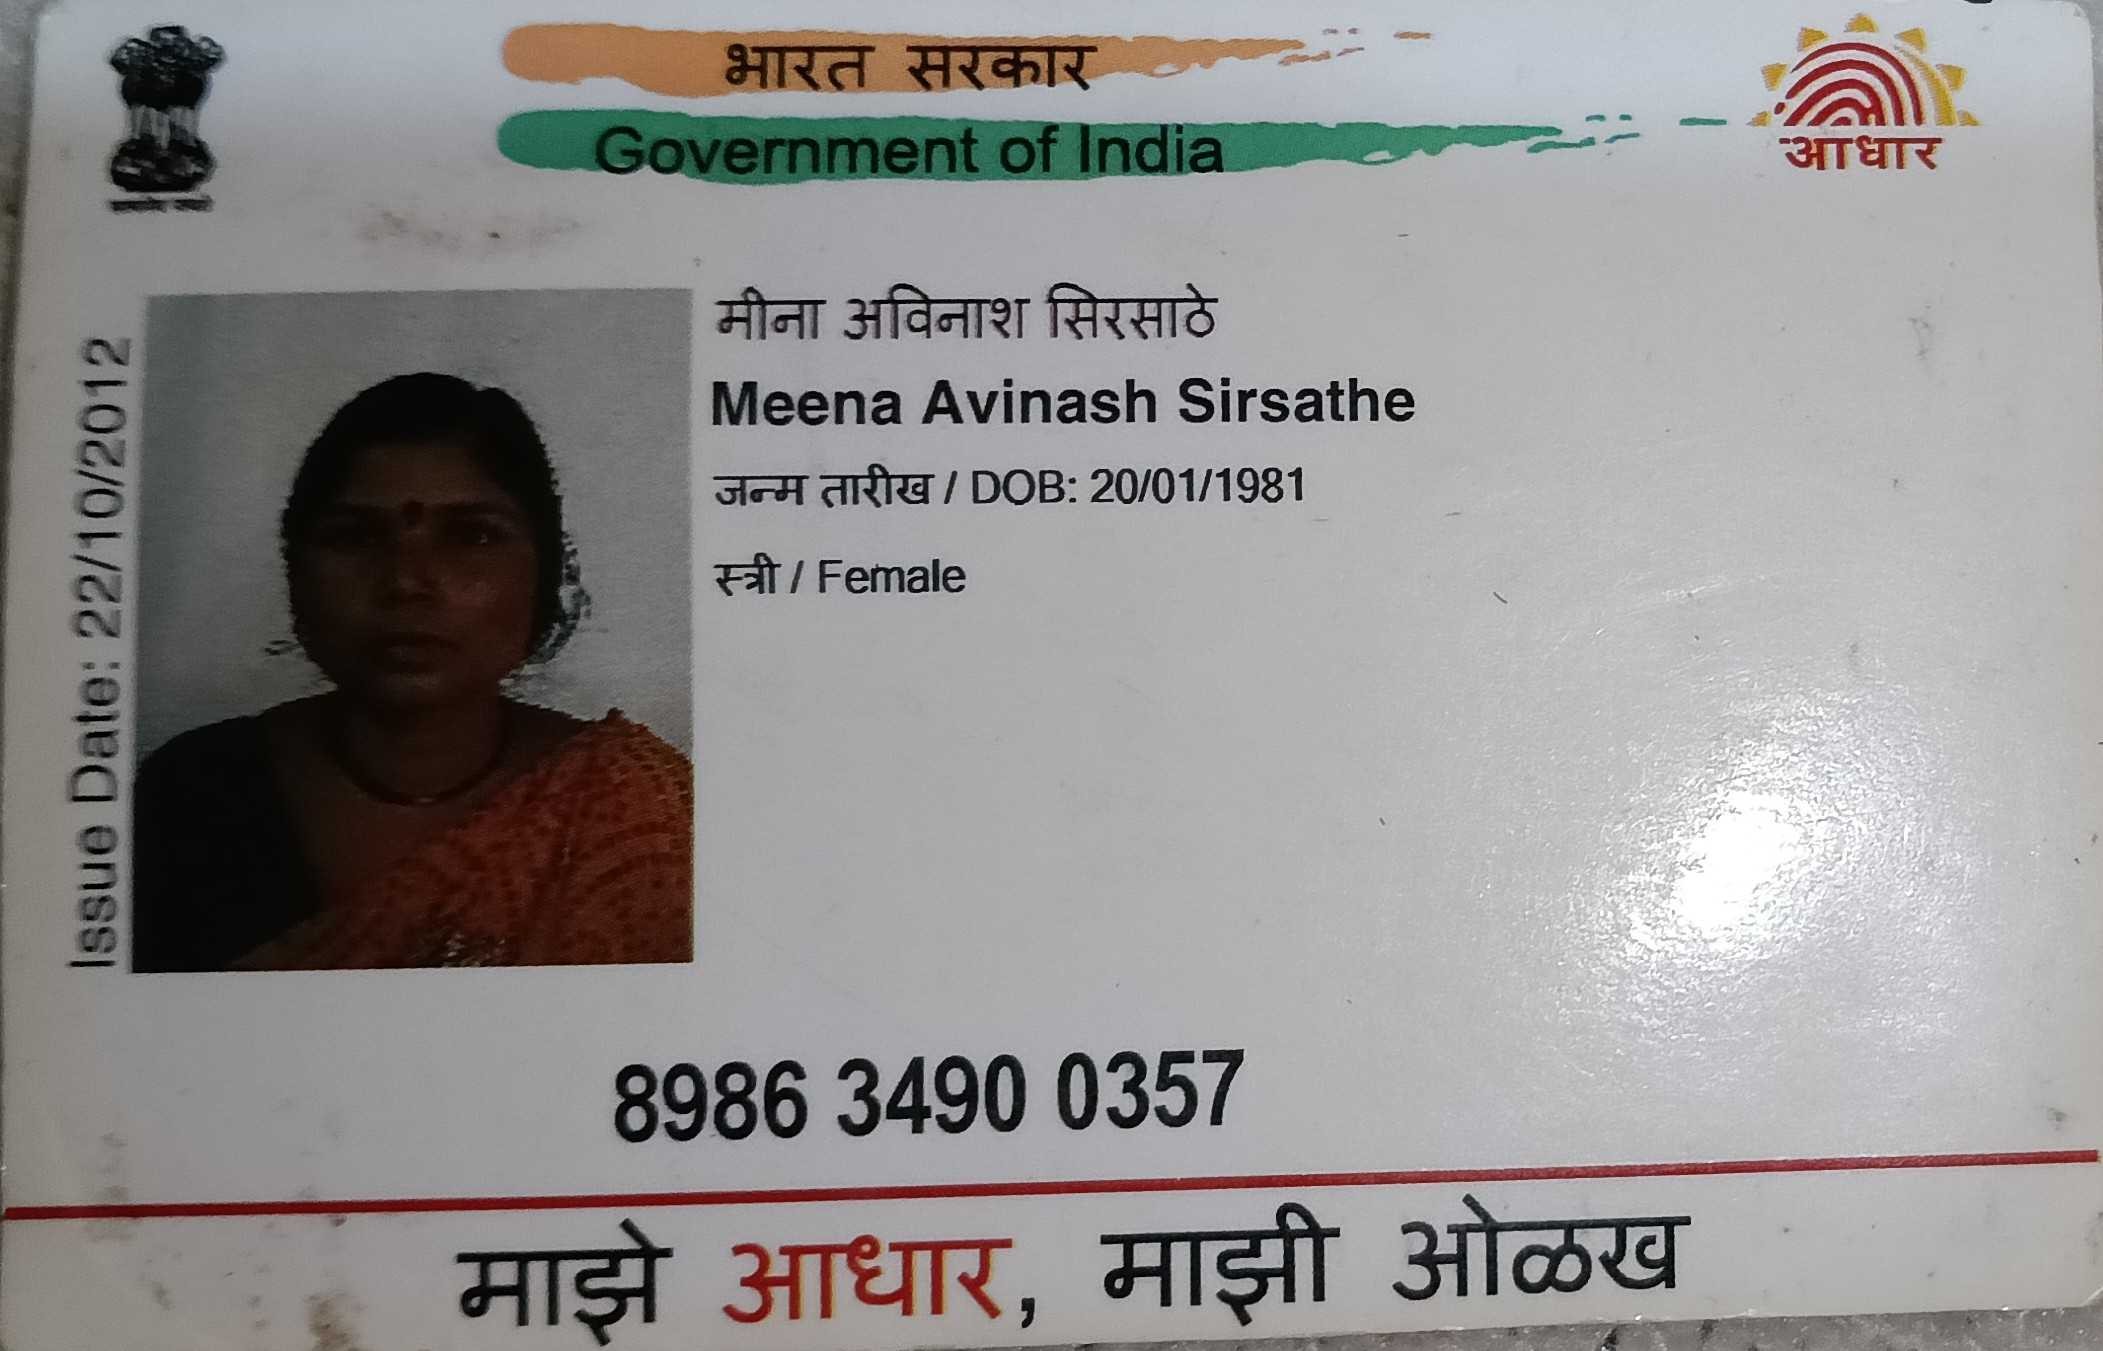 भारत सरकार
Government of India
आधार
Issue Date: 22/10/2012
मीना अविनाश सिरसाठे
Meena Avinash Sirsathe
जन्म तारीख / DOB: 20/01/1981
स्त्री / Female
8986 3490 0357
माझे आधार, माझी ओळख